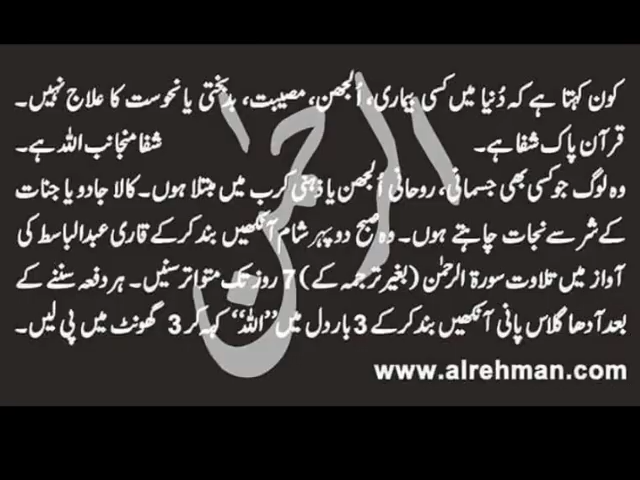 کون کہتا ہے کہ دُنیا میں کسی بیماری، اُلجھن، مصیبت، بدبختی یا نحوست کا علاج نہیں۔
قرآن پاک شفا ہے۔ شفا منجانب اللہ ہے۔
وہ لوگ جو کسی بھی جسمانی، روحانی اُلجھن یا ذہنی کرب میں مبتلا ہوں۔ کالا جادو یا جنات
کے شر سے نجات چاہتے ہوں۔ وہ صبح دوپہر شام آنکھیں بند کر کے قاری عبدالباسط کی
آواز میں تلاوت سورۃ الرحمٰن (بغیر ترجمہ کے) 7 روز تک متواتر سنیں۔ ہر دفعہ سننے کے
بعد آدھا گلاس پانی آنکھیں بند کر کے 3 بار دل میں ”اللہ“ کہہ کر 3 گھونٹ میں پی لیں۔
www.alrehman.com
الرحمٰن